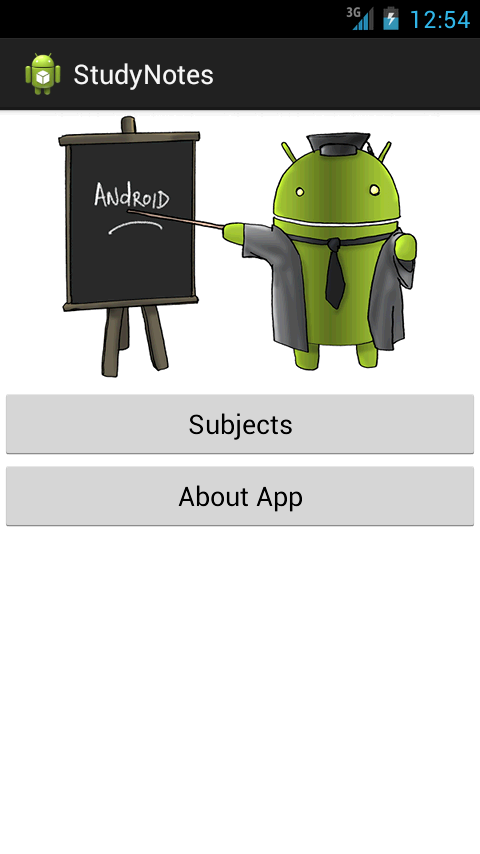 3G 12:54
StudyNotes
ANdROID
Subjects
About App